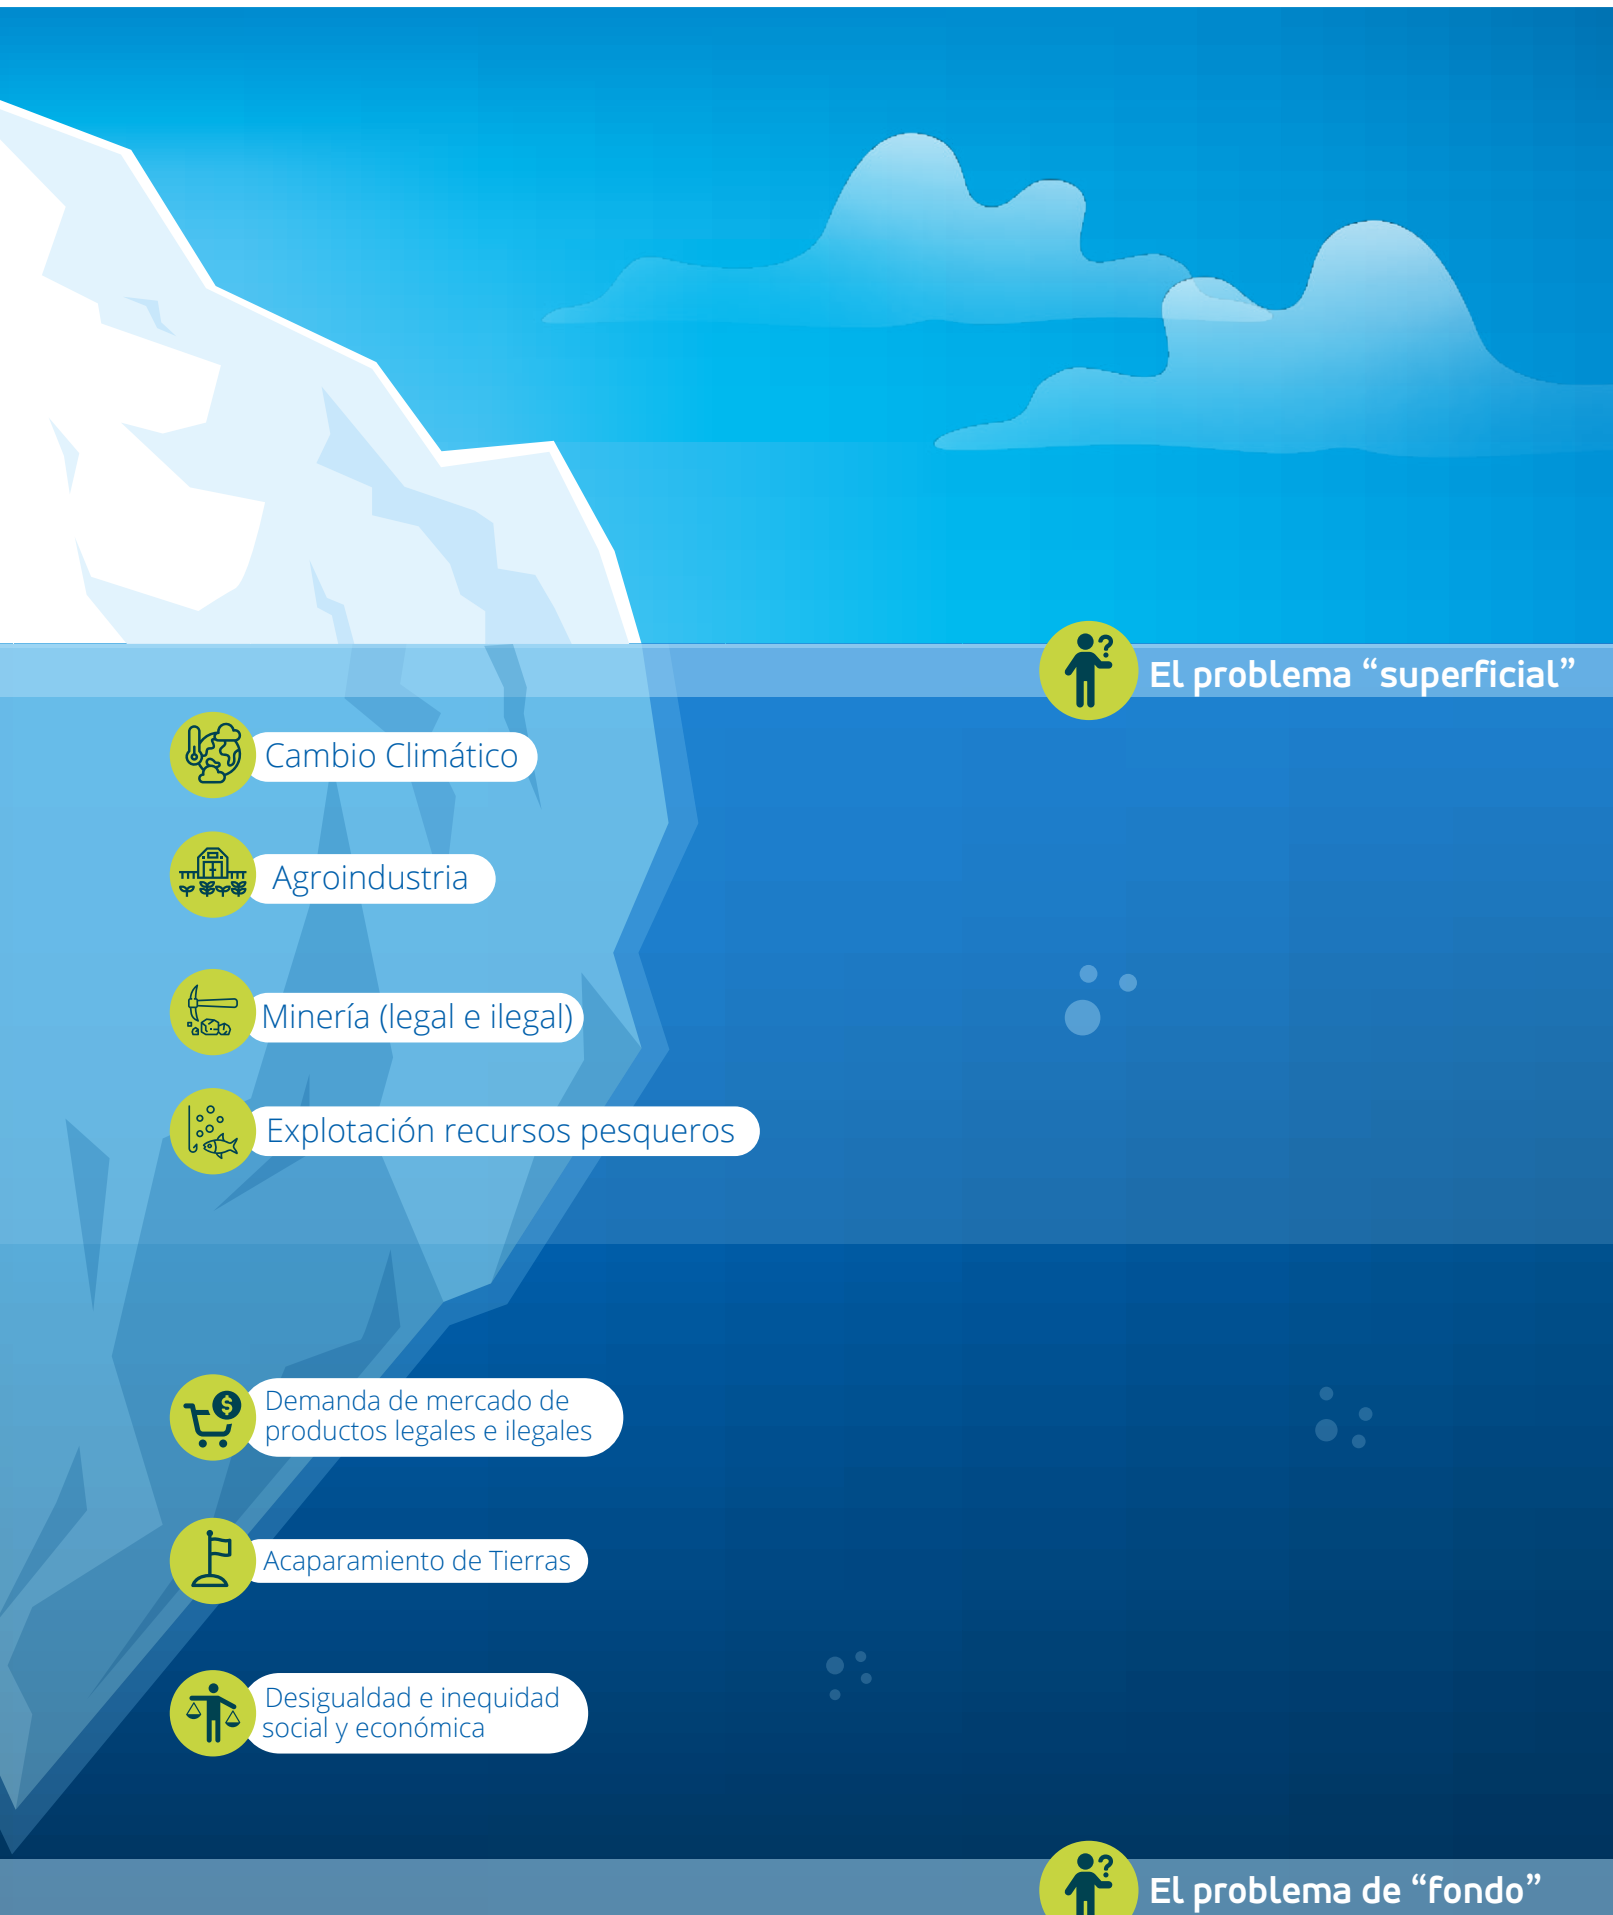 El problema “superficial”
Cambio Climático
Agroindustria
Minería (legal e ilegal)
Explotación recursos pesqueros
Demanda de mercado de
productos legales e ilegales
Acaparamiento de Tierras
Desigualdad e inequidad
social y económica
El problema de “fondo”